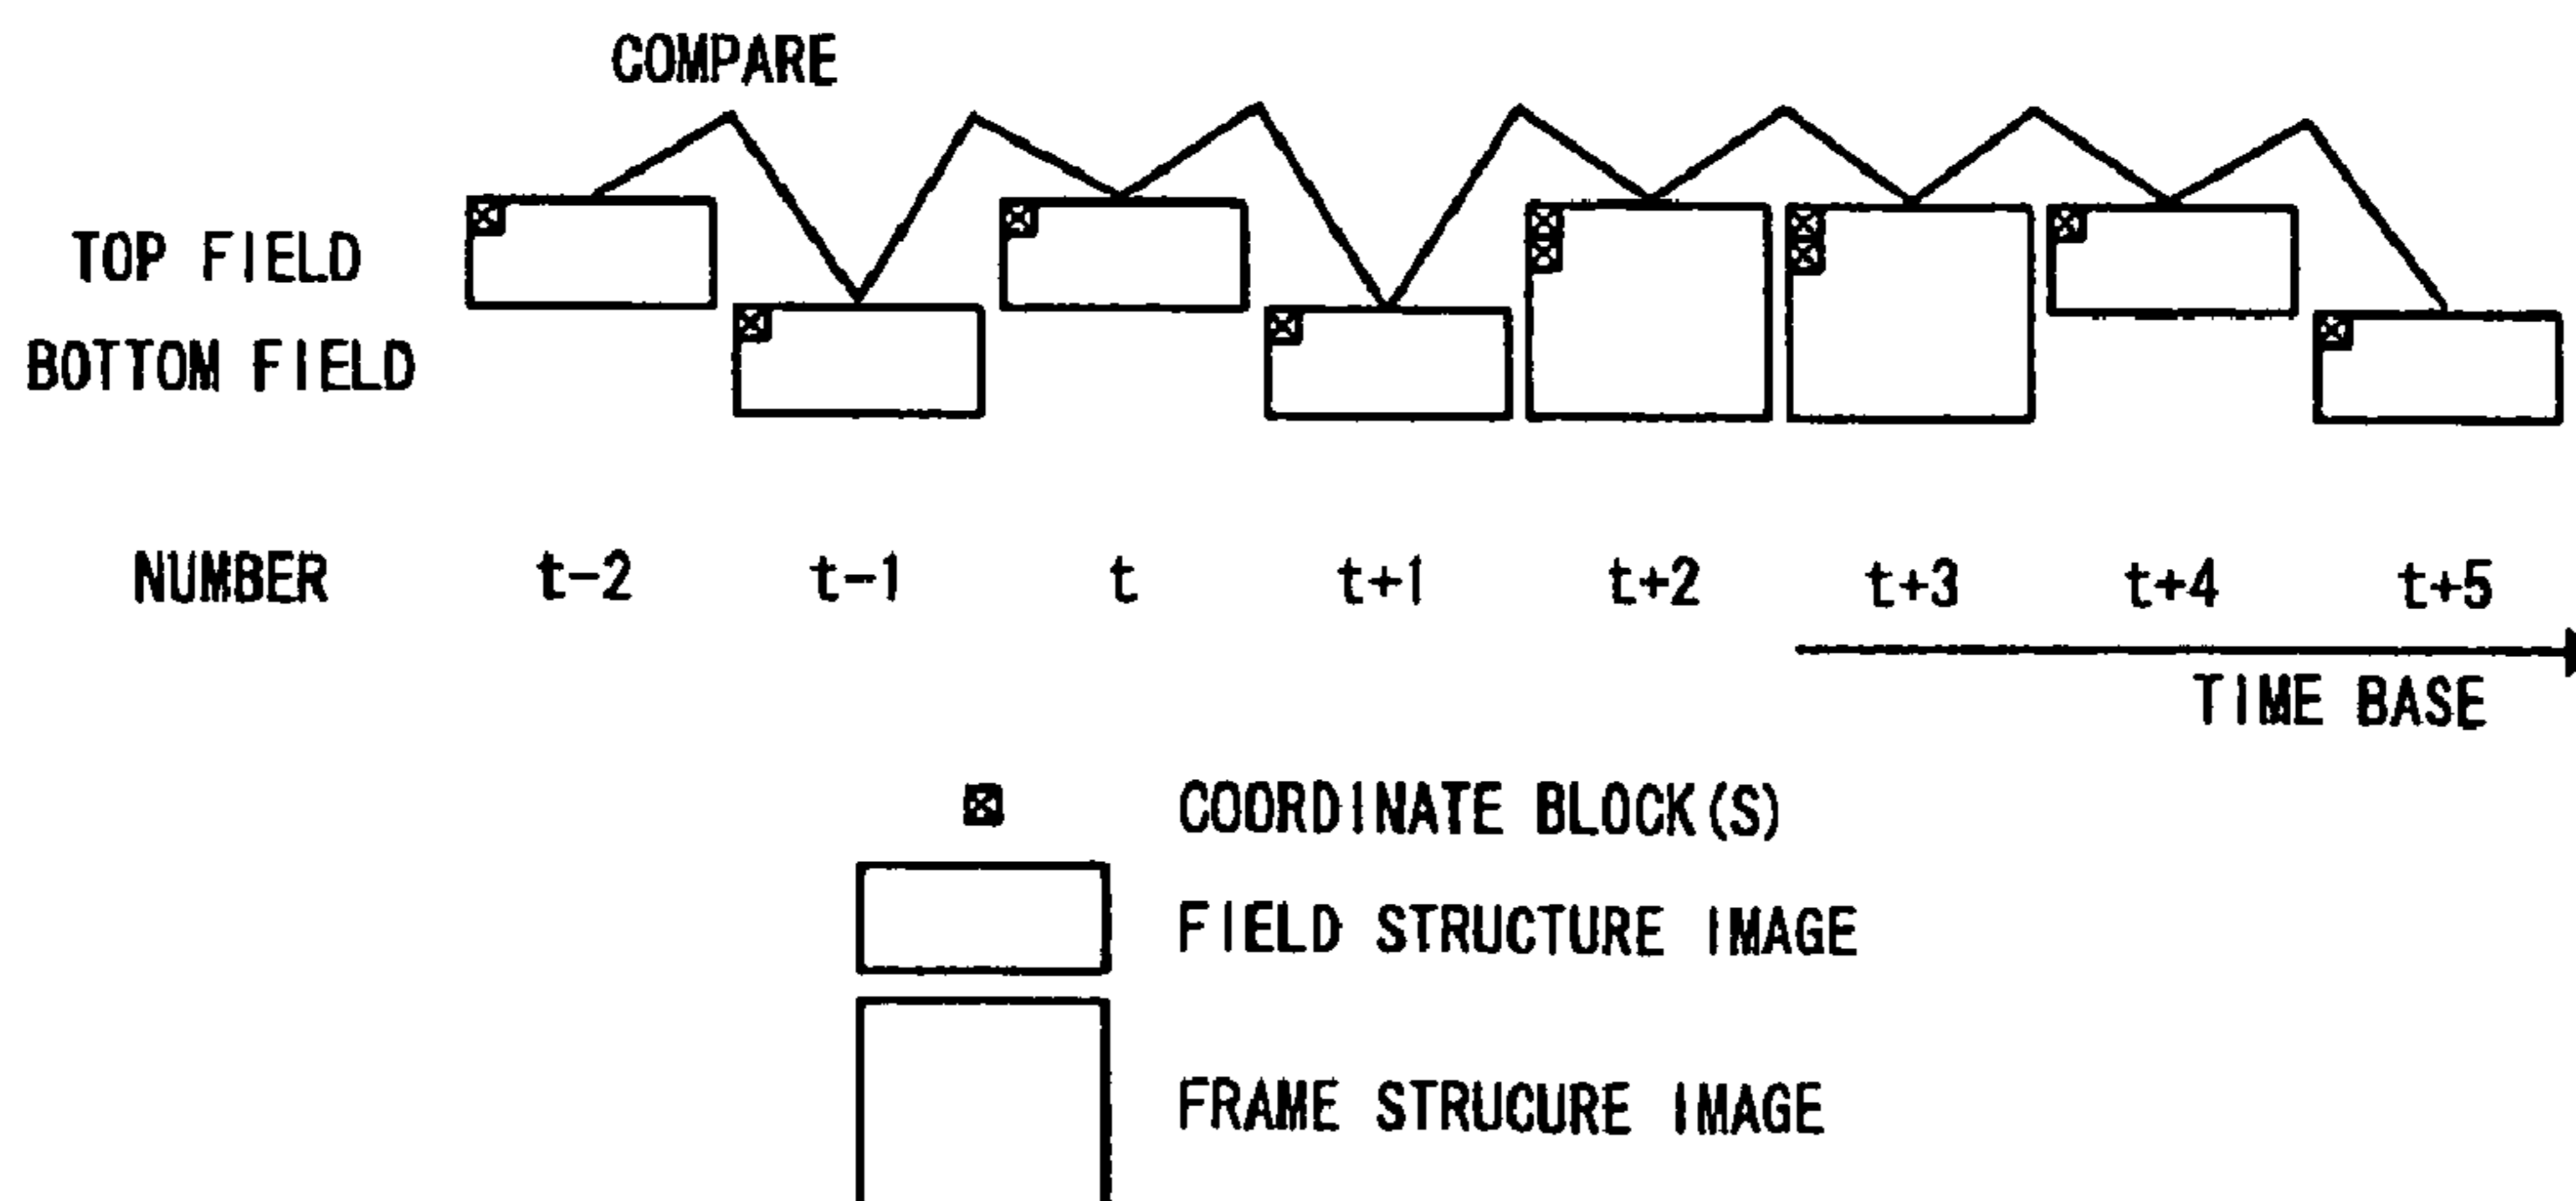 COMPARE
TOP FIELD
BOTTOM FIELD
NUMBER t-2 t-1 t t+1 t+2 t+3 t+4 t+5
TIME BASE
COORDINATE BLOCK(S)
FIELD STRUCTURE IMAGE
FRAME STRUCURE IMAGE